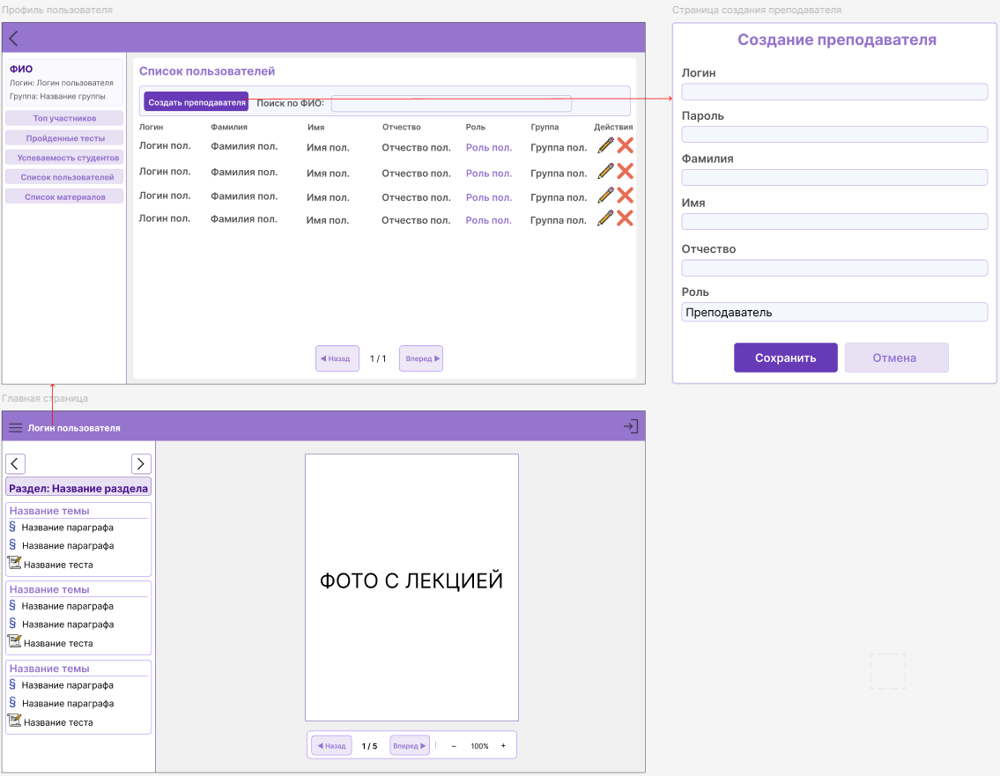 Профиль пользователя
ФИО
Логин: Логин пользователя
Группа: Название группы
Топ участников
Пройденные тесты
Успеваемость студентов
Список пользователей
Список материалов
Список пользователей
Создать преподавателя Поиск по ФИО:
Логин Фамилия Имя Отчество Роль Группа Действия
Логин пол. Фамилия пол. Имя пол. Отчество пол. Роль пол. Группа пол.
Логин пол. Фамилия пол. Имя пол. Отчество пол. Роль пол. Группа пол.
Логин пол. Фамилия пол. Имя пол. Отчество пол. Роль пол. Группа пол.
Логин пол. Фамилия пол. Имя пол. Отчество пол. Роль пол. Группа пол.
Назад 1 / 1 Вперед
Страница создания преподавателя
Создание преподавателя
Логин
Пароль
Фамилия
Имя
Отчество
Роль
Преподаватель
Сохранить Отмена
Главная страница
Логин пользователя
Раздел: Название раздела
Название темы
§ Название параграфа
§ Название параграфа
Название теста
Название темы
§ Название параграфа
§ Название параграфа
Название теста
Название темы
§ Название параграфа
§ Название параграфа
Название теста
ФОТО С ЛЕКЦИЕЙ
Назад 1 / 5 Вперед − 100% +